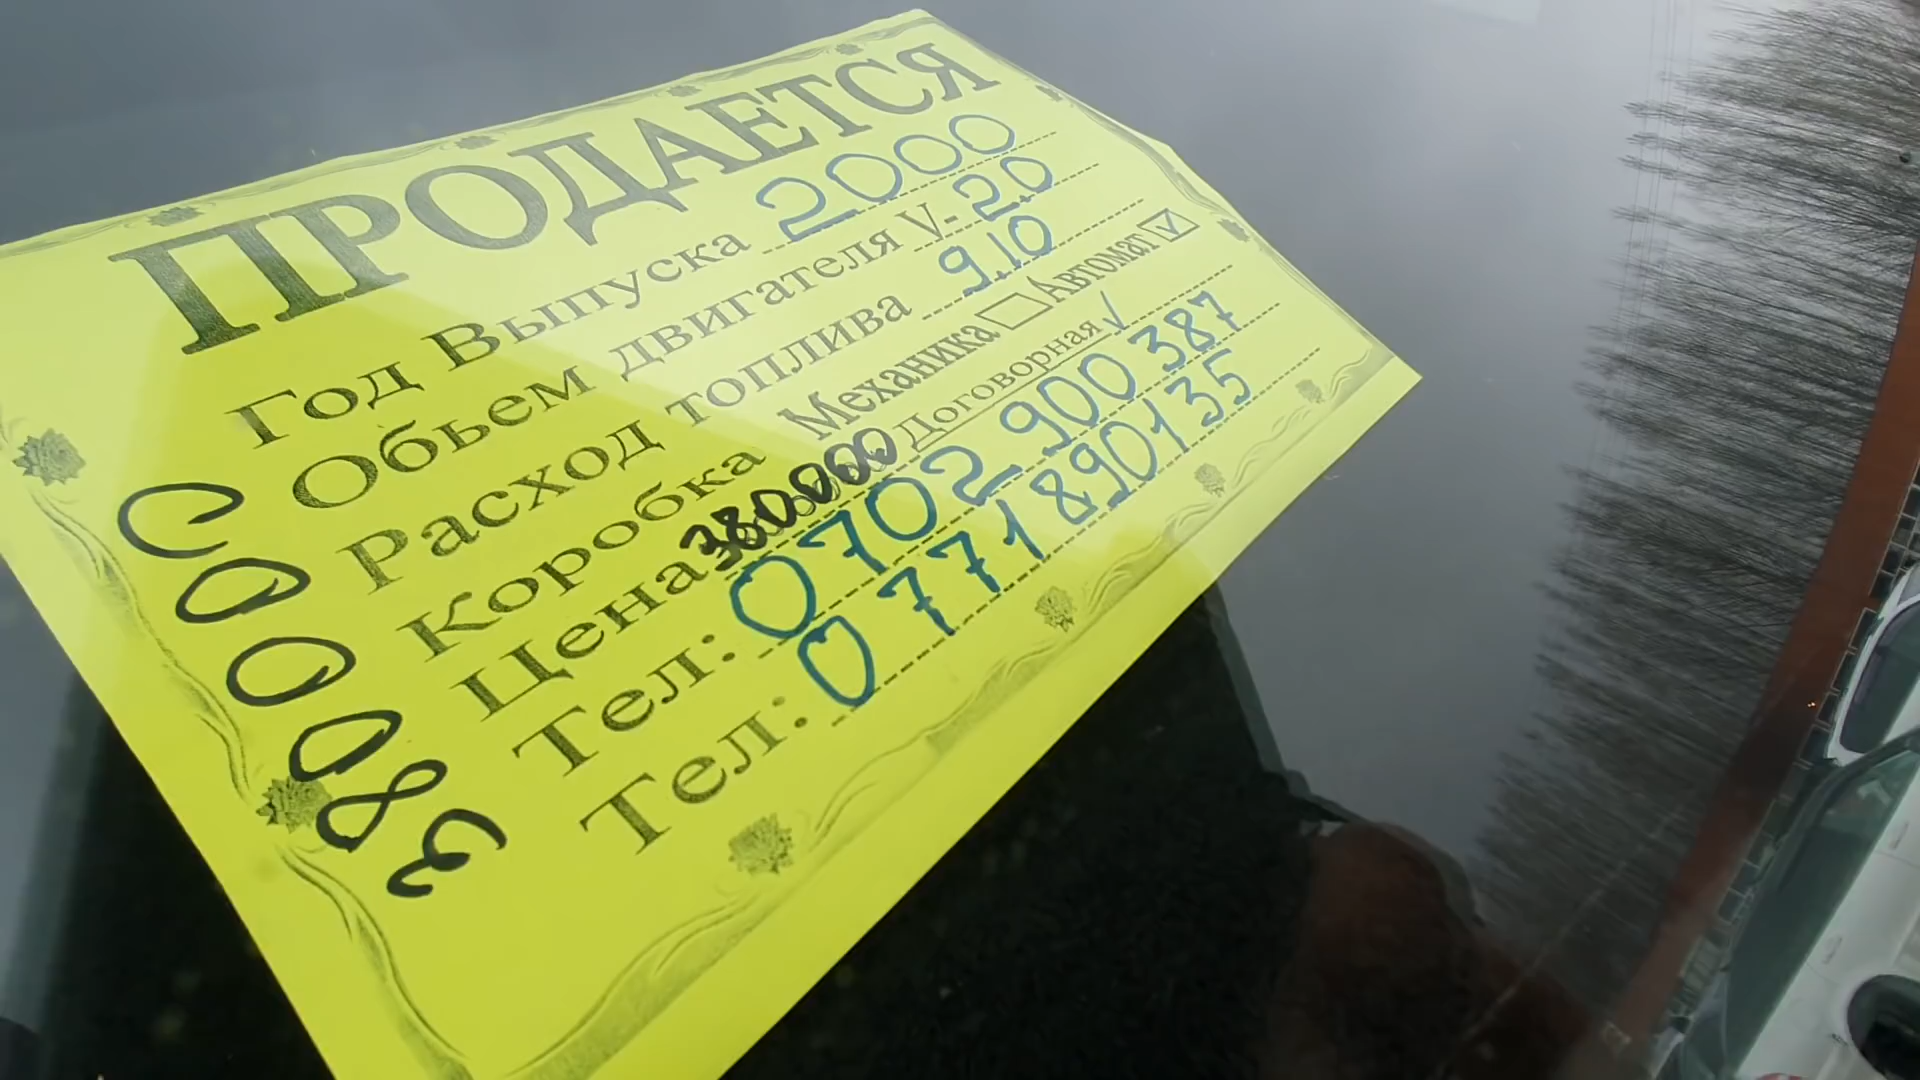 ПРОДАЕТСЯ
Год Выпуска 2000
Обьем двигателя V- 2.0
Расход топлива 9.10
Коробка Механика Автомат ✓
Цена 380000 Договорная ✓
Тел: 0702 900 387
Тел: 0771 890135
380000